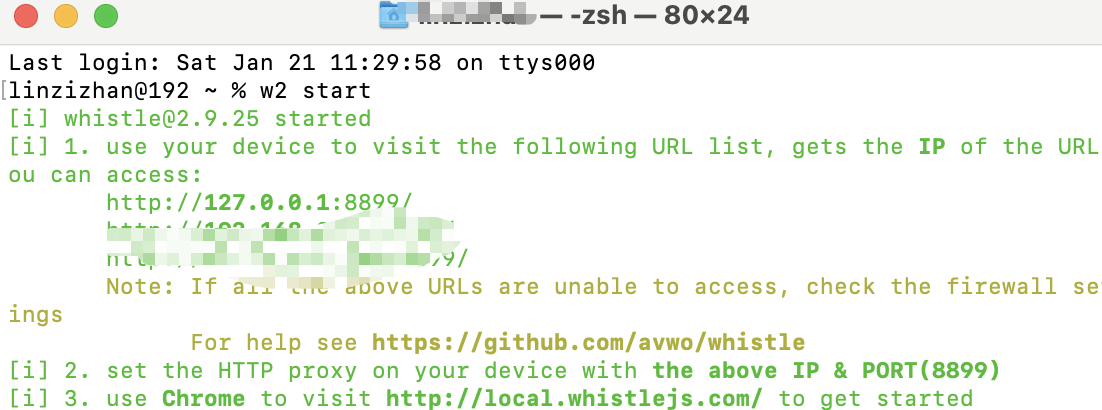 — -zsh — 80×24
Last login: Sat Jan 21 11:29:58 on ttys000
[linzizhan@192 ~ % w2 start
[i] whistle@2.9.25 started
[i] 1. use your device to visit the following URL list, gets the IP of the URL
ou can access:
http://127.0.0.1:8899/
Note: If all the above URLs are unable to access, check the firewall se
ings
For help see https://github.com/avwo/whistle
[i] 2. set the HTTP proxy on your device with the above IP & PORT(8899)
[i] 3. use Chrome to visit http://local.whistlejs.com/ to get started